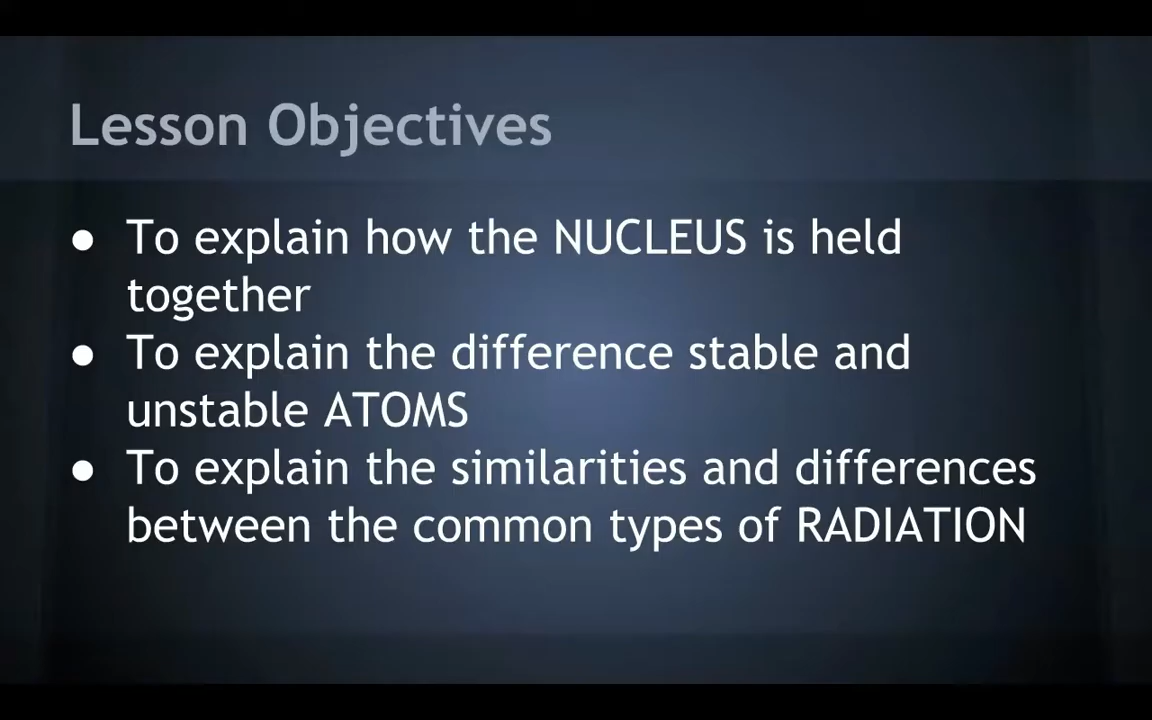 Lesson Objectives
● To explain how the NUCLEUS is held
together
● To explain the difference stable and
unstable ATOMS
● To explain the similarities and differences
between the common types of RADIATION